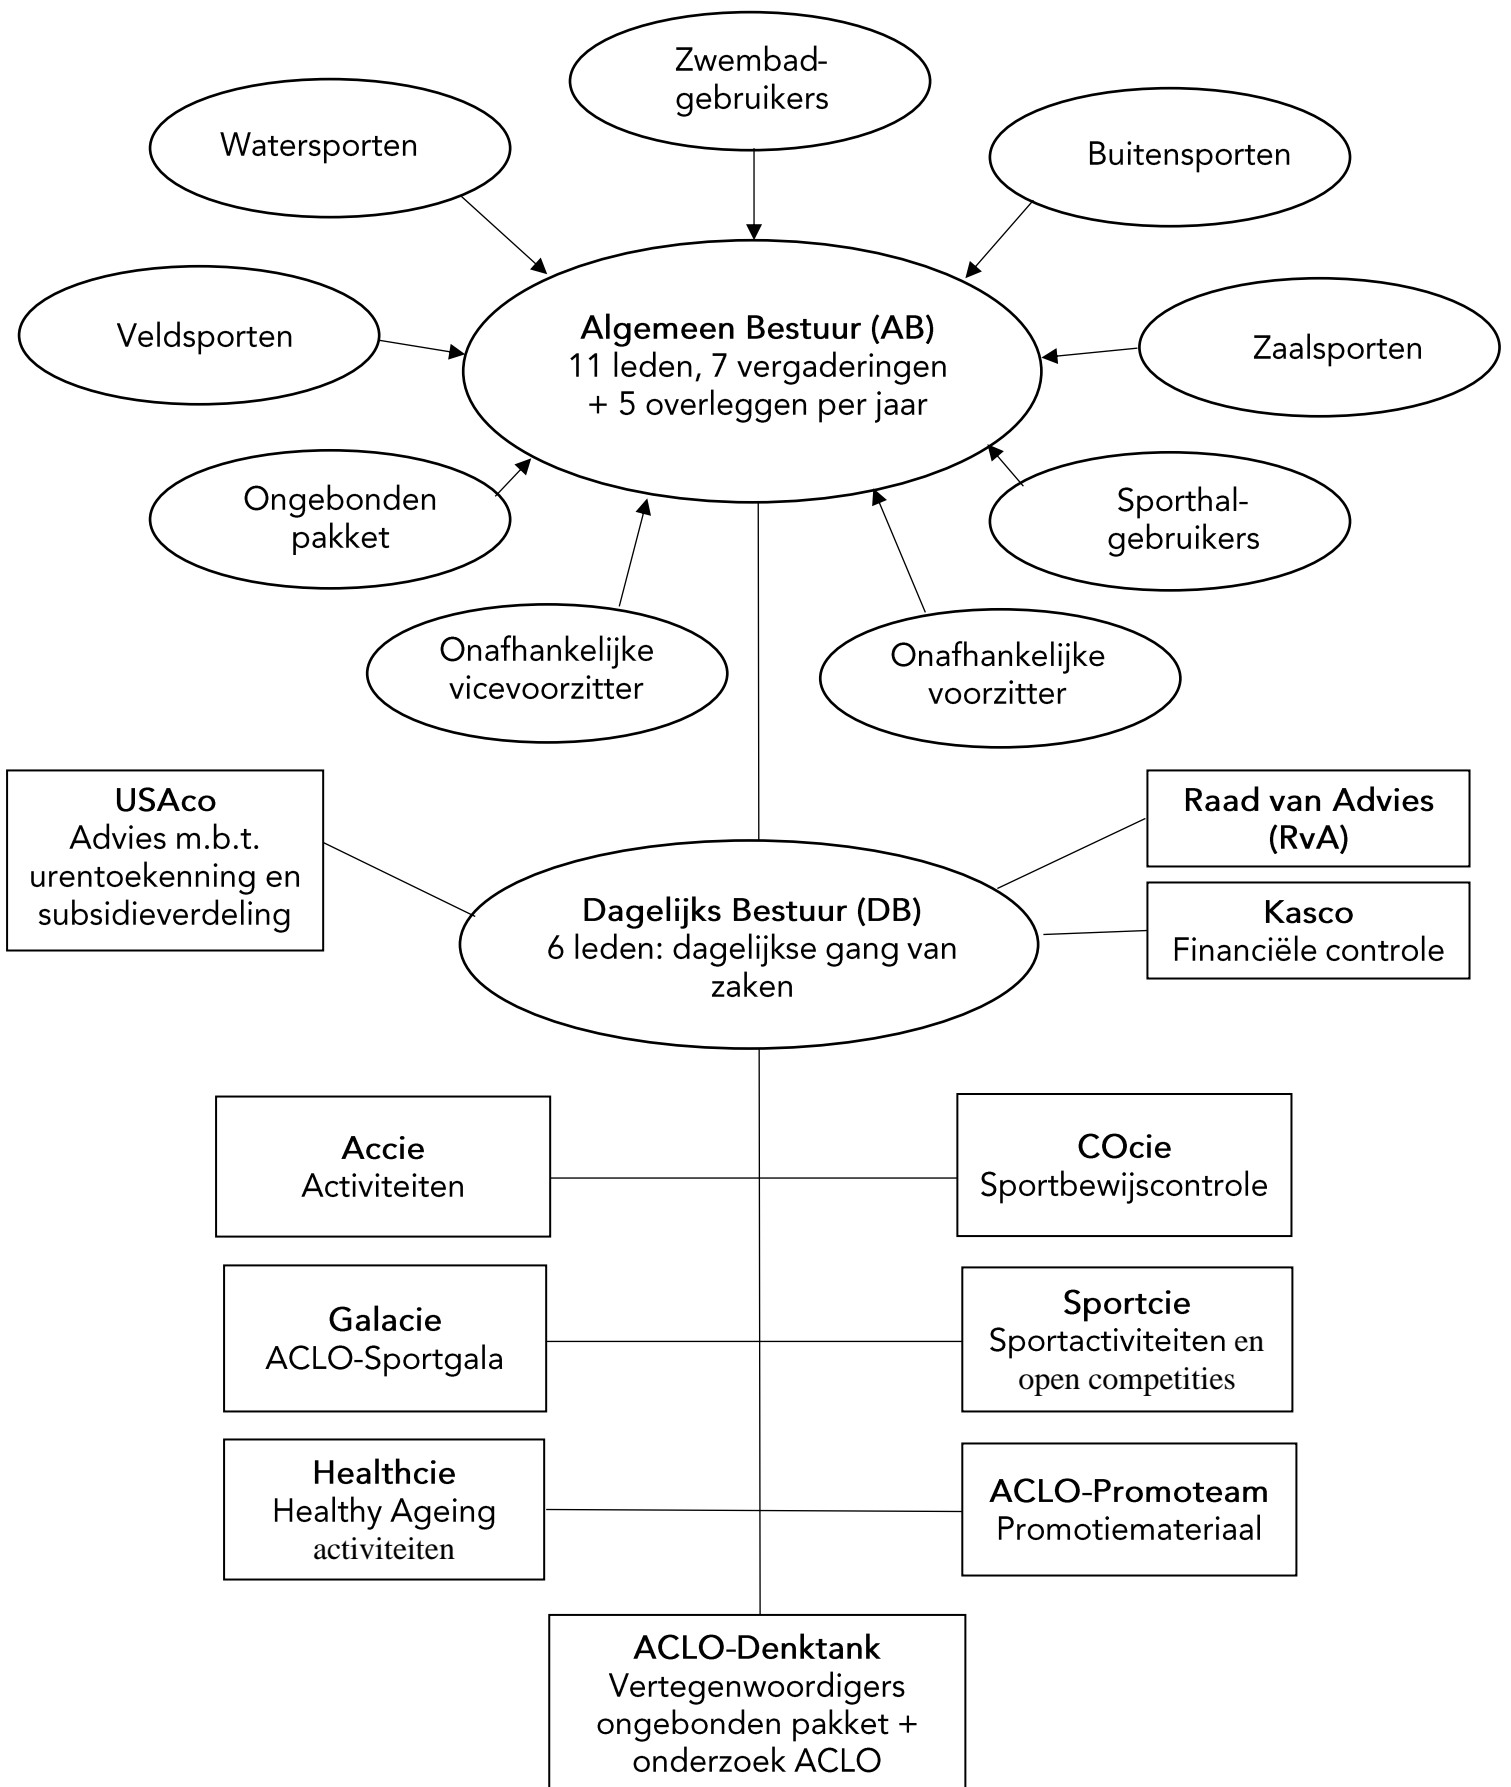 Zwembad-
gebruikers
Watersporten
Buitensporten
Veldsporten
Algemeen Bestuur (AB)
11 leden, 7 vergaderingen
+ 5 overleggen per jaar
Zaalsporten
Ongebonden
pakket
Sporthal-
gebruikers
Onafhankelijke
vicevoorzitter
Onafhankelijke
voorzitter
USAco
Advies m.b.t.
urentoekenning en
subsidieverdeling
Raad van Advies
(RvA)
Kasco
Financiële controle
Dagelijks Bestuur (DB)
6 leden: dagelijkse gang van
zaken
Accie
Activiteiten
COcie
Sportbewijscontrole
Galacie
ACLO-Sportgala
Sportcie
Sportactiviteiten en
open competities
Healthcie
Healthy Ageing
activiteiten
ACLO-Promoteam
Promotiemateriaal
ACLO-Denktank
Vertegenwoordigers
ongebonden pakket +
onderzoek ACLO